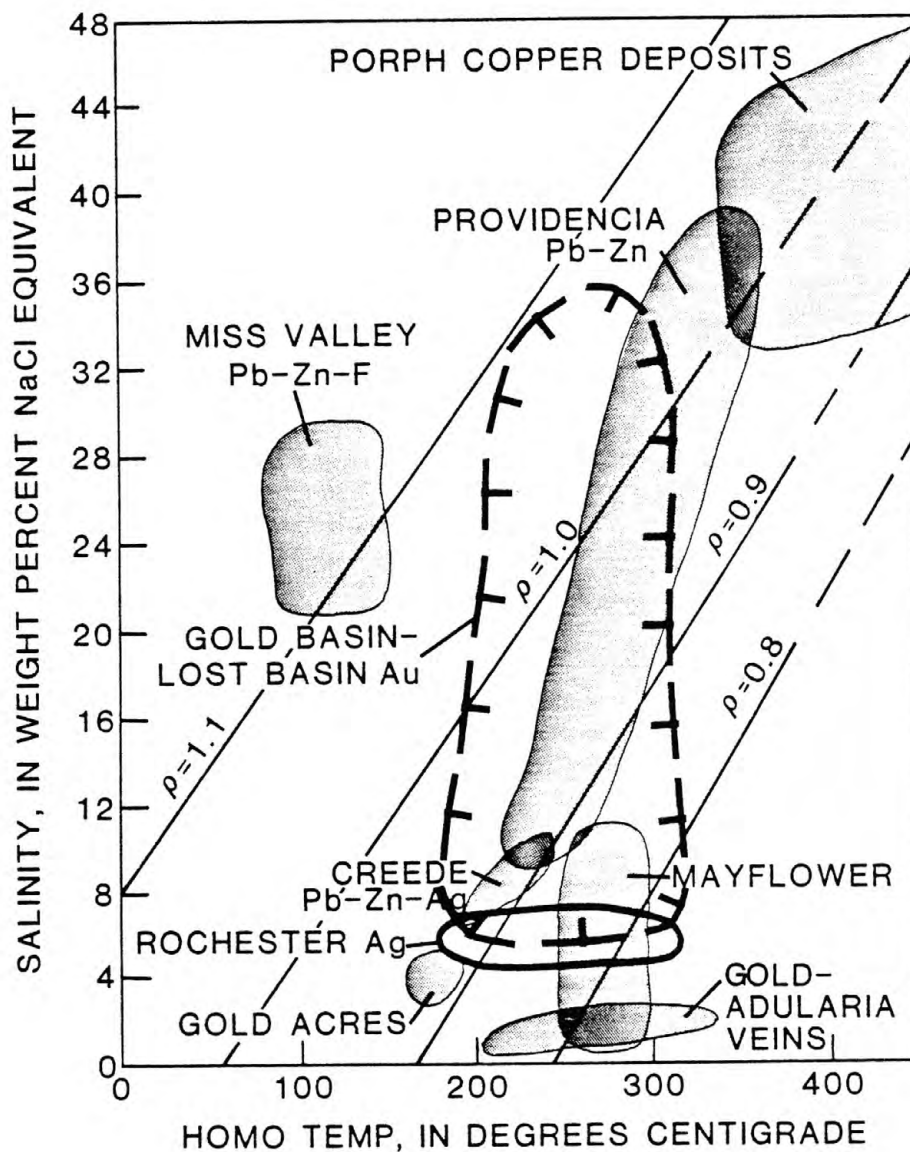 48
44
40
36
32
28
24
20
16
12
8
4
0
SALINITY, IN WEIGHT PERCENT NaCl EQUIVALENT
PORPH COPPER DEPOSITS
PROVIDENCIA
Pb-Zn
MISS VALLEY
Pb-Zn-F
ρ=1.0
ρ=0.9
GOLD BASIN-
LOST BASIN Au
ρ=0.8
ρ=1.1
CREEDE
Pb-Zn-Ag
MAYFLOWER
ROCHESTER Ag
GOLD ACRES
GOLD-
ADULARIA
VEINS
0 100 200 300 400
HOMO TEMP, IN DEGREES CENTIGRADE